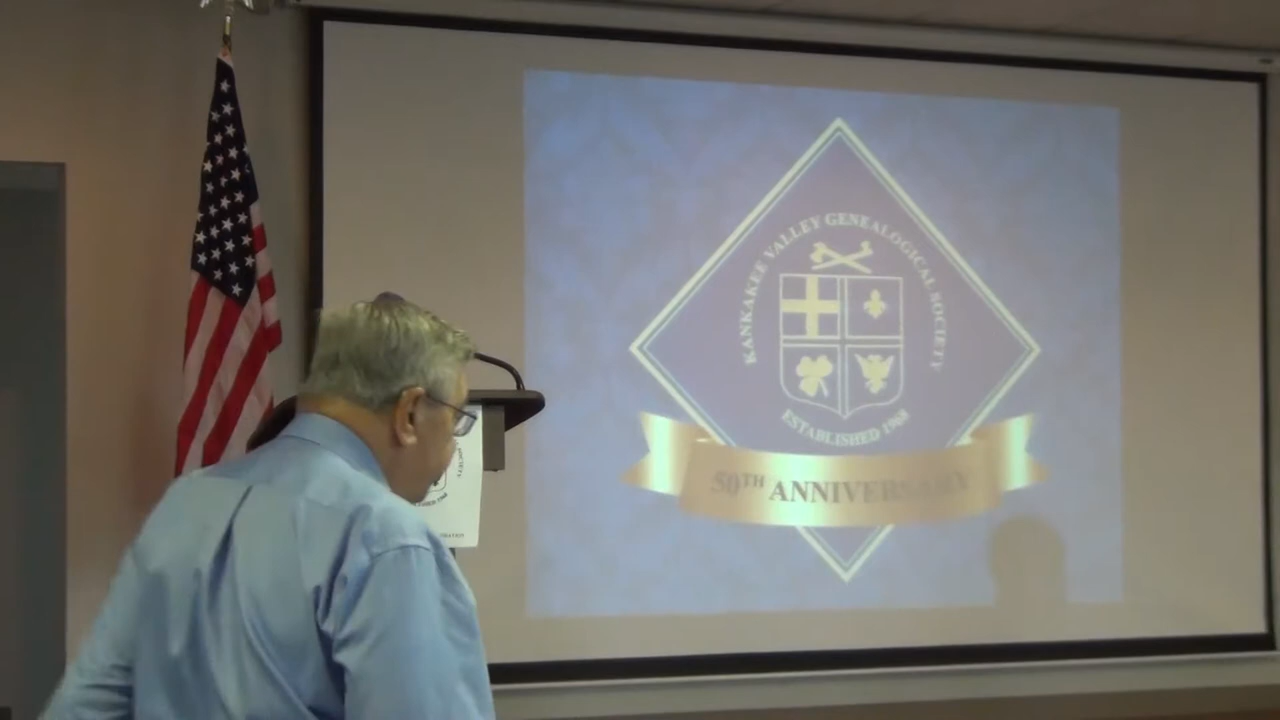 KANKAKEE VALLEY GENEALOGICAL SOCIETY
ESTABLISHED 1968
50TH ANNIVERSARY